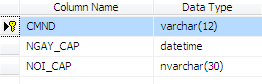 Column Name Data Type
CMND varchar(12)
NGAY_CAP datetime
NOI_CAP nvarchar(30)